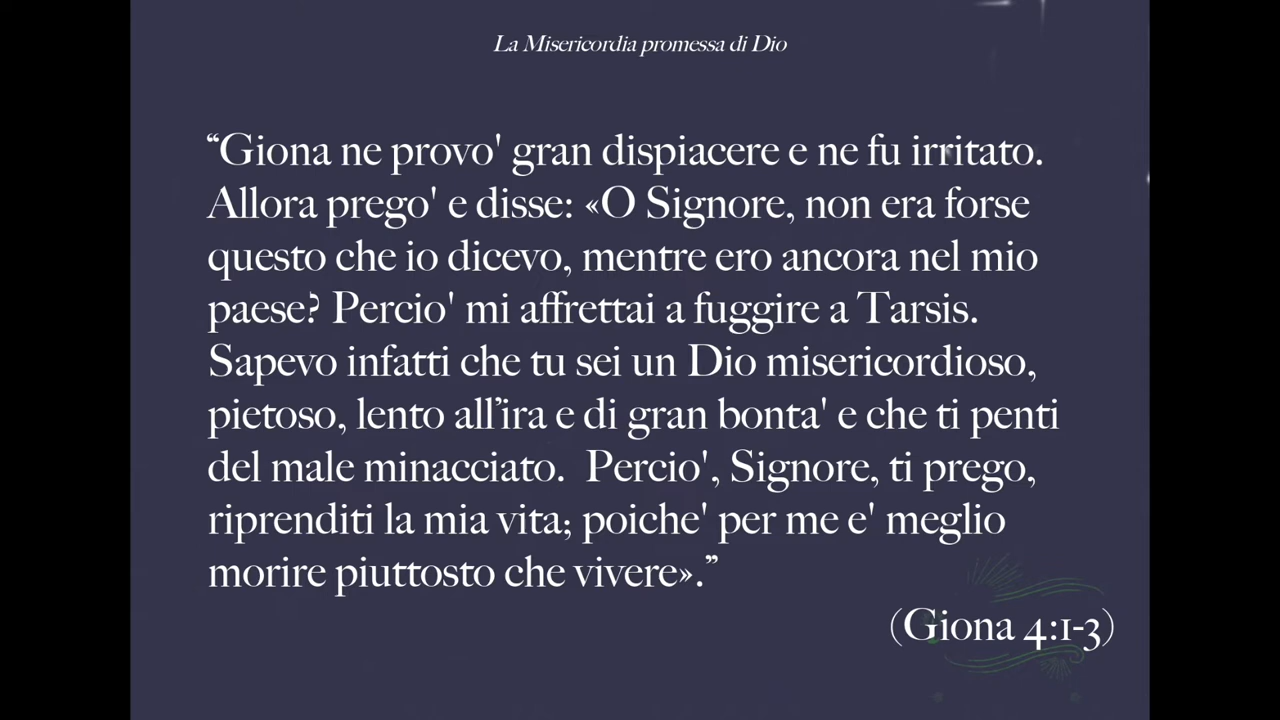 La Misericordia promessa di Dio
“Giona ne provo' gran dispiacere e ne fu irritato.
Allora prego' e disse: «O Signore, non era forse
questo che io dicevo, mentre ero ancora nel mio
paese? Percio' mi affrettai a fuggire a Tarsis.
Sapevo infatti che tu sei un Dio misericordioso,
pietoso, lento all’ira e di gran bonta' e che ti penti
del male minacciato.  Percio', Signore, ti prego,
riprenditi la mia vita; poiche' per me e' meglio
morire piuttosto che vivere».”
(Giona 4:1-3)